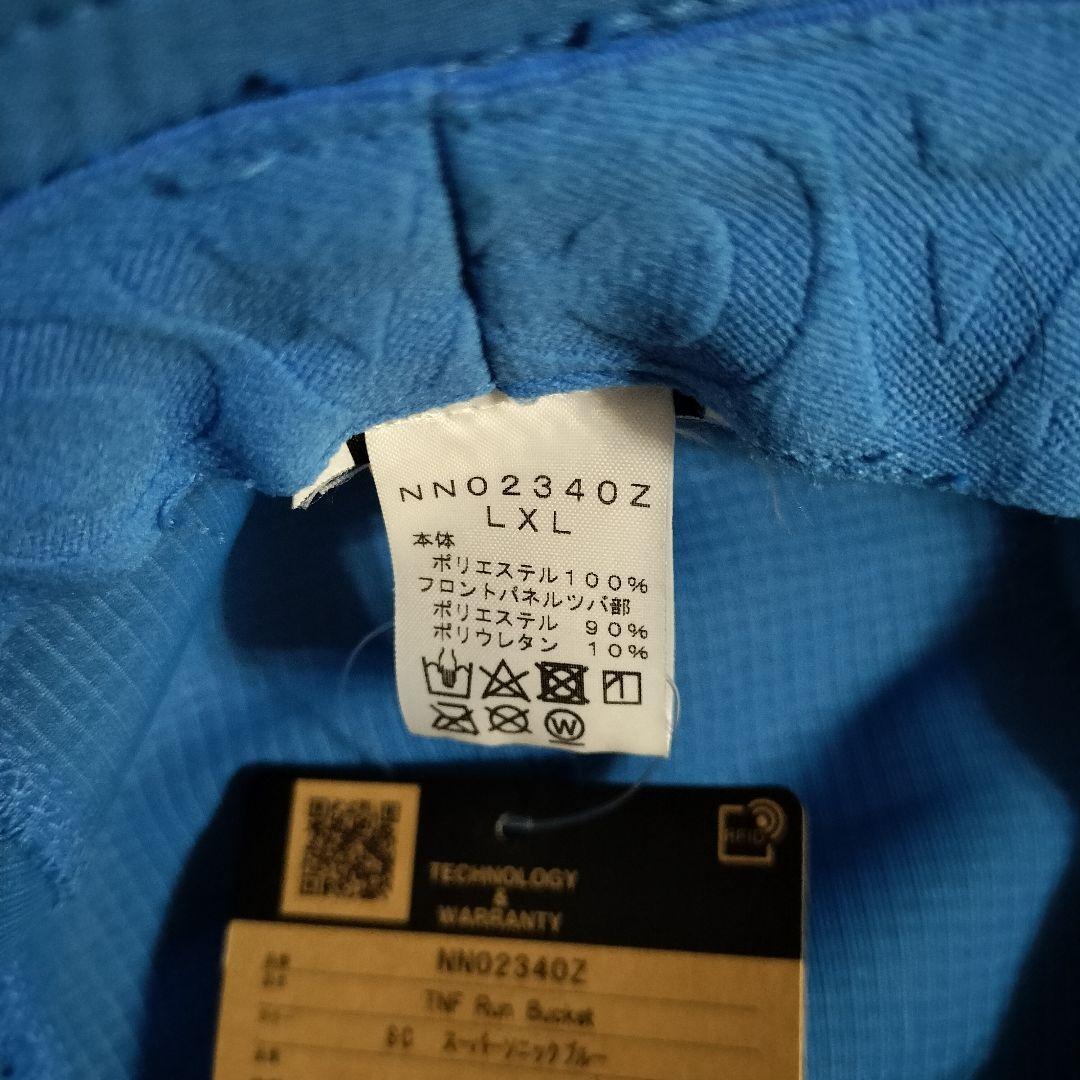 NN02340Z
LXL
本体
ポリエステル100%
フロントパネルツバ部
ポリエステル 90%
ポリウレタン 10%
W
RFID
TECHNOLOGY
&
WARRANTY
NN02340Z
TNF Run Bucket
スーパーソニックブルー